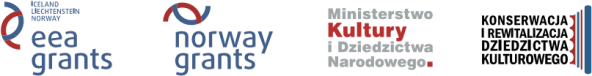 ICELAND
LIECHTENSTEIN
NORWAY
eea
grants
norway
grants
Ministerstwo
Kultury
i Dziedzictwa
Narodowego.
KONSERWACJA
I REWITALIZACJA
DZIEDZICTWA
KULTUROWEGO